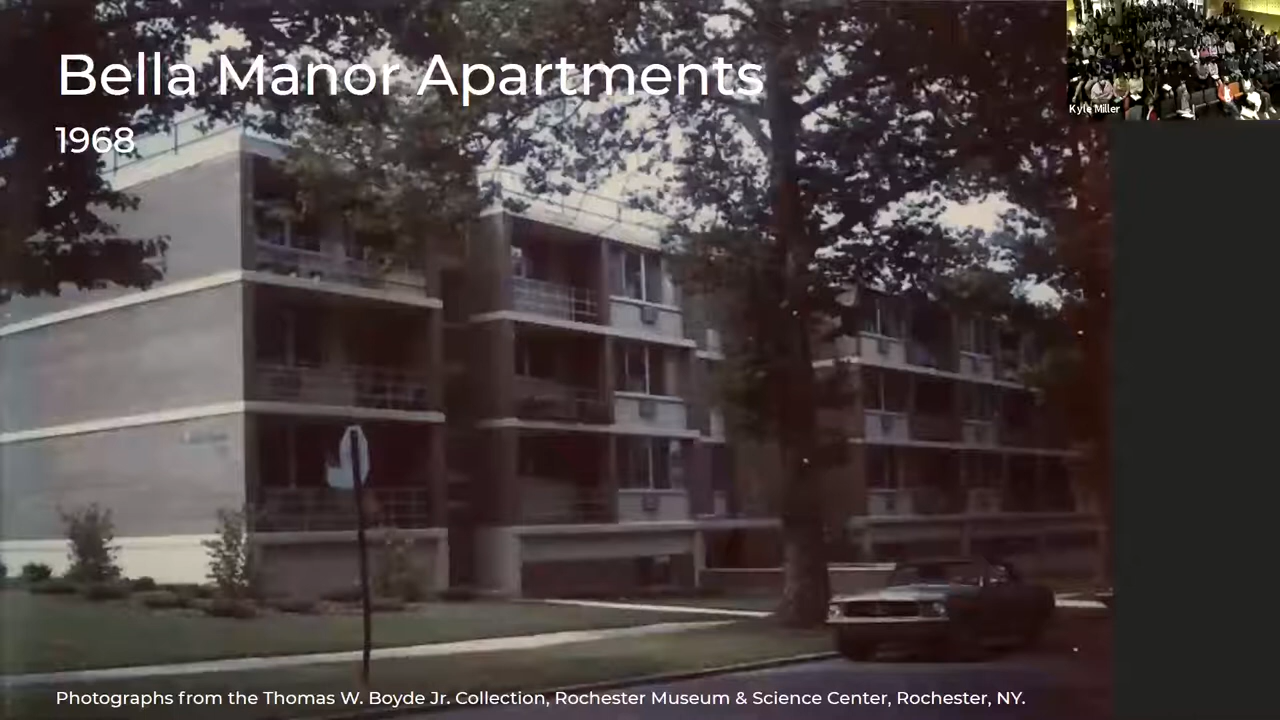 Bella Manor Apartments
1968
Kyle Miller
Photographs from the Thomas W. Boyde Jr. Collection, Rochester Museum & Science Center, Rochester, NY.